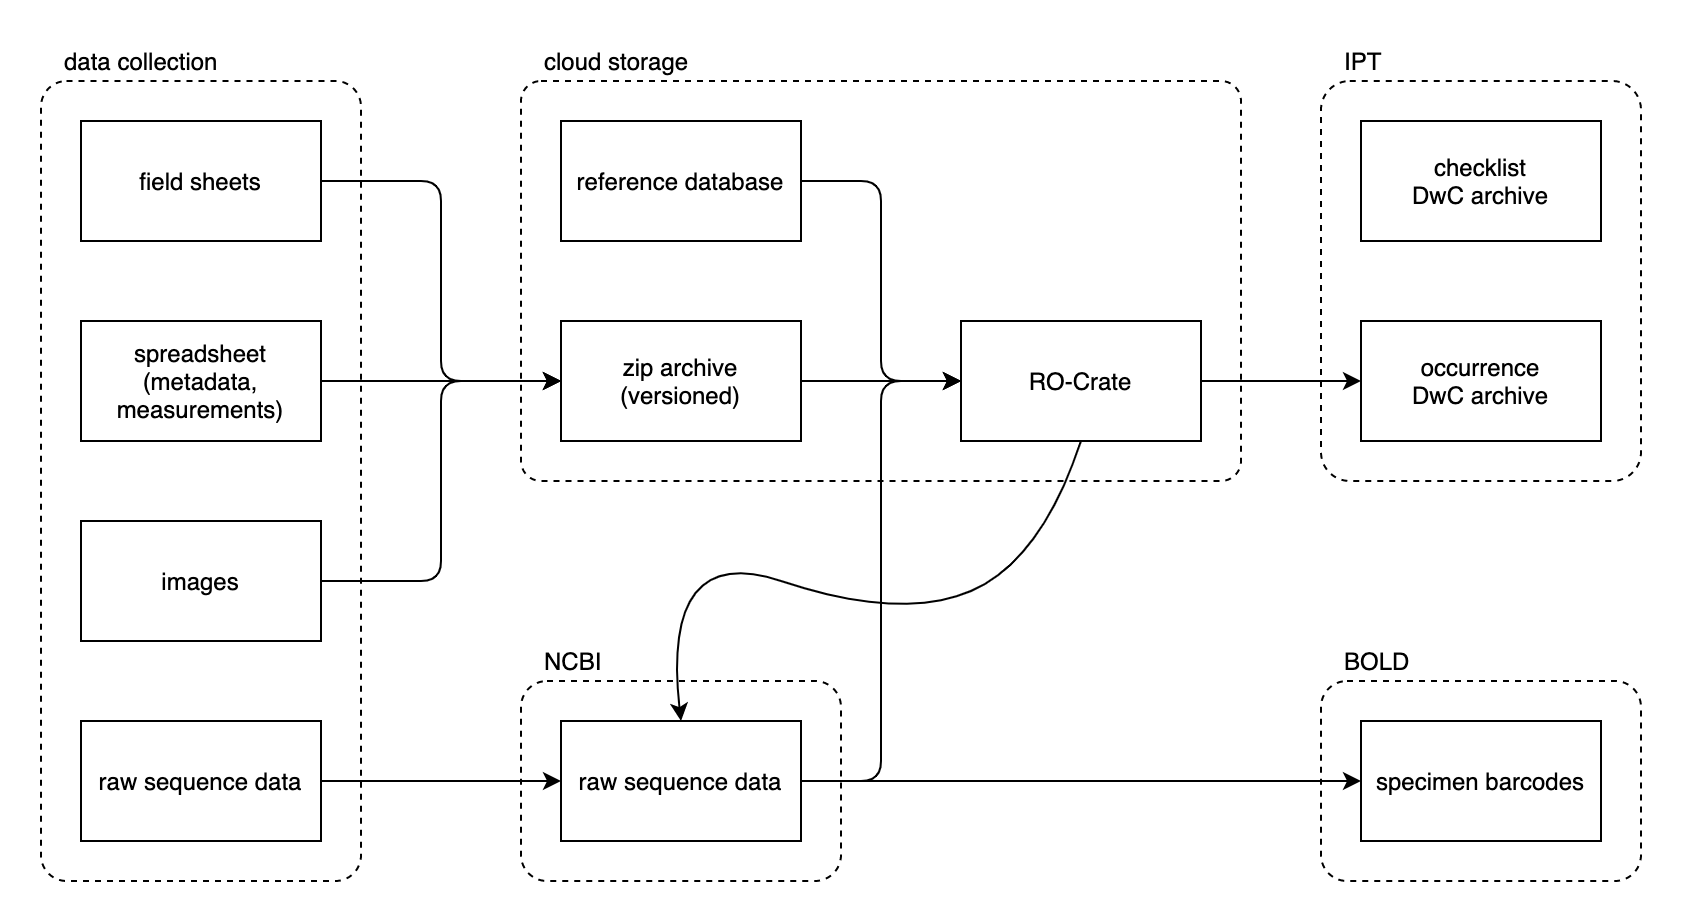 data collection
field sheets
spreadsheet
(metadata,
measurements)
images
raw sequence data
cloud storage
reference database
zip archive
(versioned)
RO-Crate
NCBI
raw sequence data
IPT
checklist
DwC archive
occurrence
DwC archive
BOLD
specimen barcodes